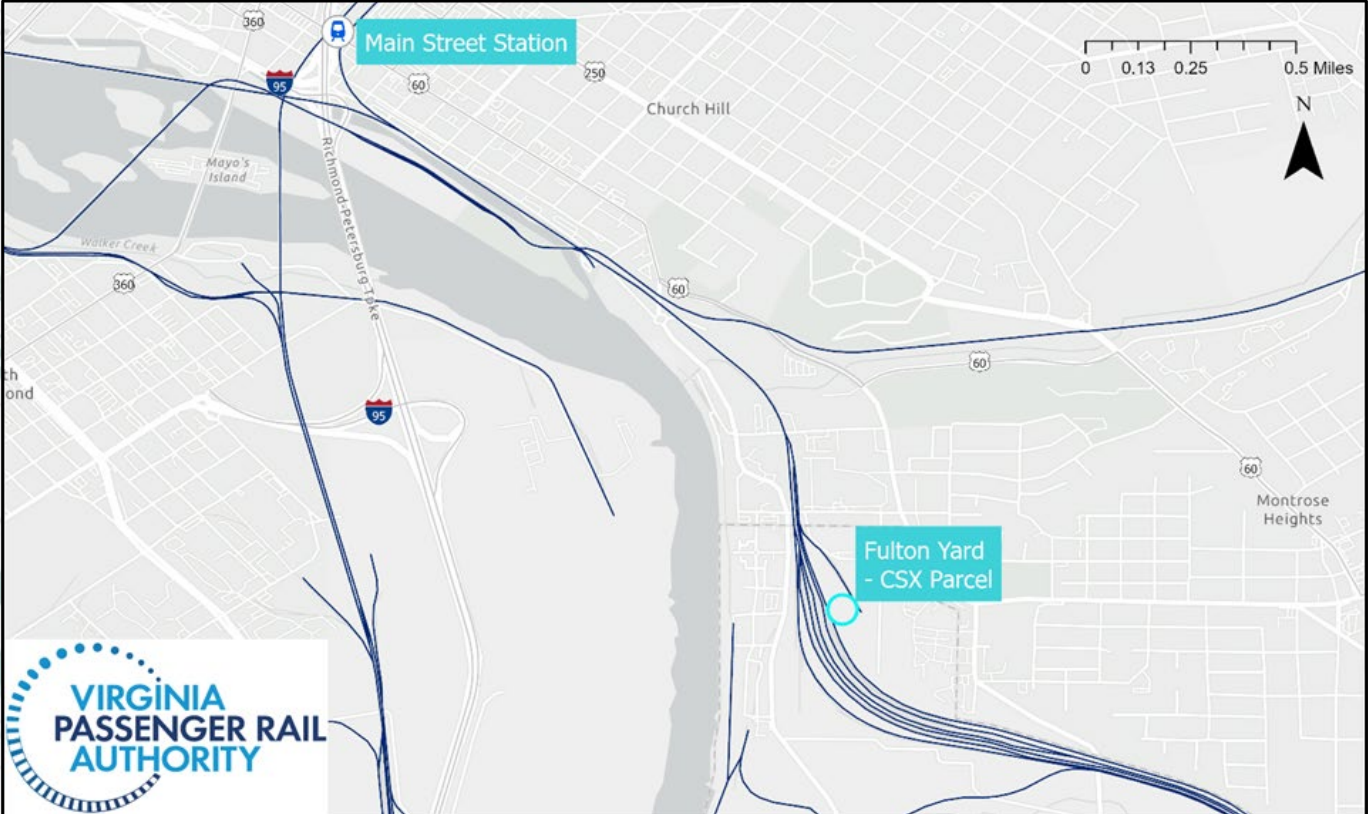 360
Main Street Station
95
60
250
0 0.13 0.25 0.5 Miles
N
Church Hill
Mayo's
Island
Richmond-Petersburg Tpke
Walker Creek
360
60
60
th
ond
95
60
Montrose
Heights
Fulton Yard
- CSX Parcel
VIRGINIA
PASSENGER RAIL
AUTHORITY